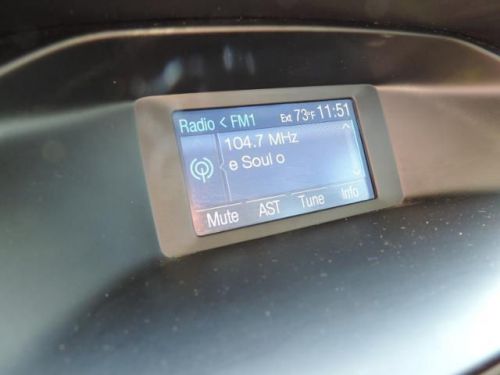 Radio < FM1 Ext. 73°F 11:51
104.7 MHz
e Soul o
Mute AST Tune Info